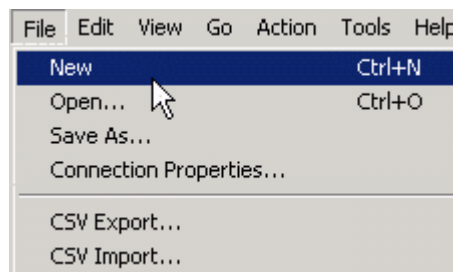 File Edit View Go Action Tools Help
New Ctrl+N
Open... Ctrl+O
Save As...
Connection Properties...
CSV Export...
CSV Import...